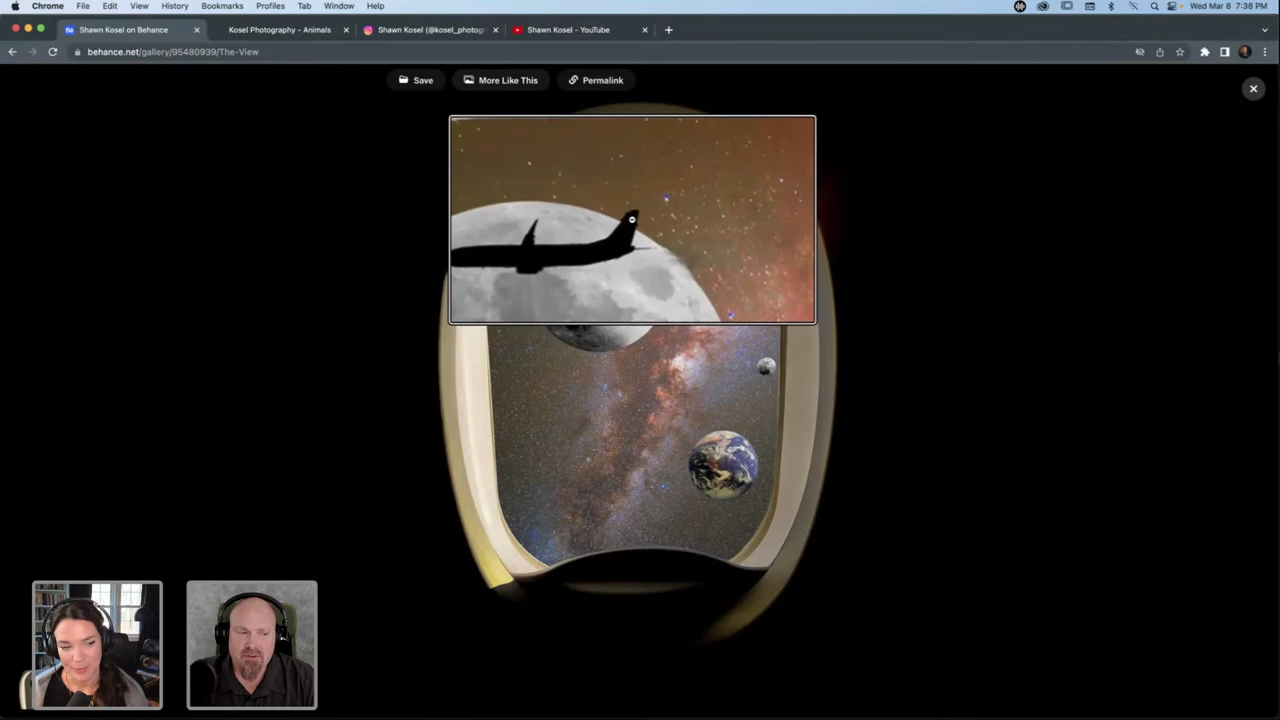 Chrome File Edit View History Bookmarks Profiles Tab Window Help Wed Mar 8 7:38 PM
Shawn Kosel on Behance Kosel Photography - Animals Shawn Kosel (@kosel_photog YouTube Shawn Kosel - YouTube
behance.net/gallery/95480939/The-View
Save More Like This Permalink